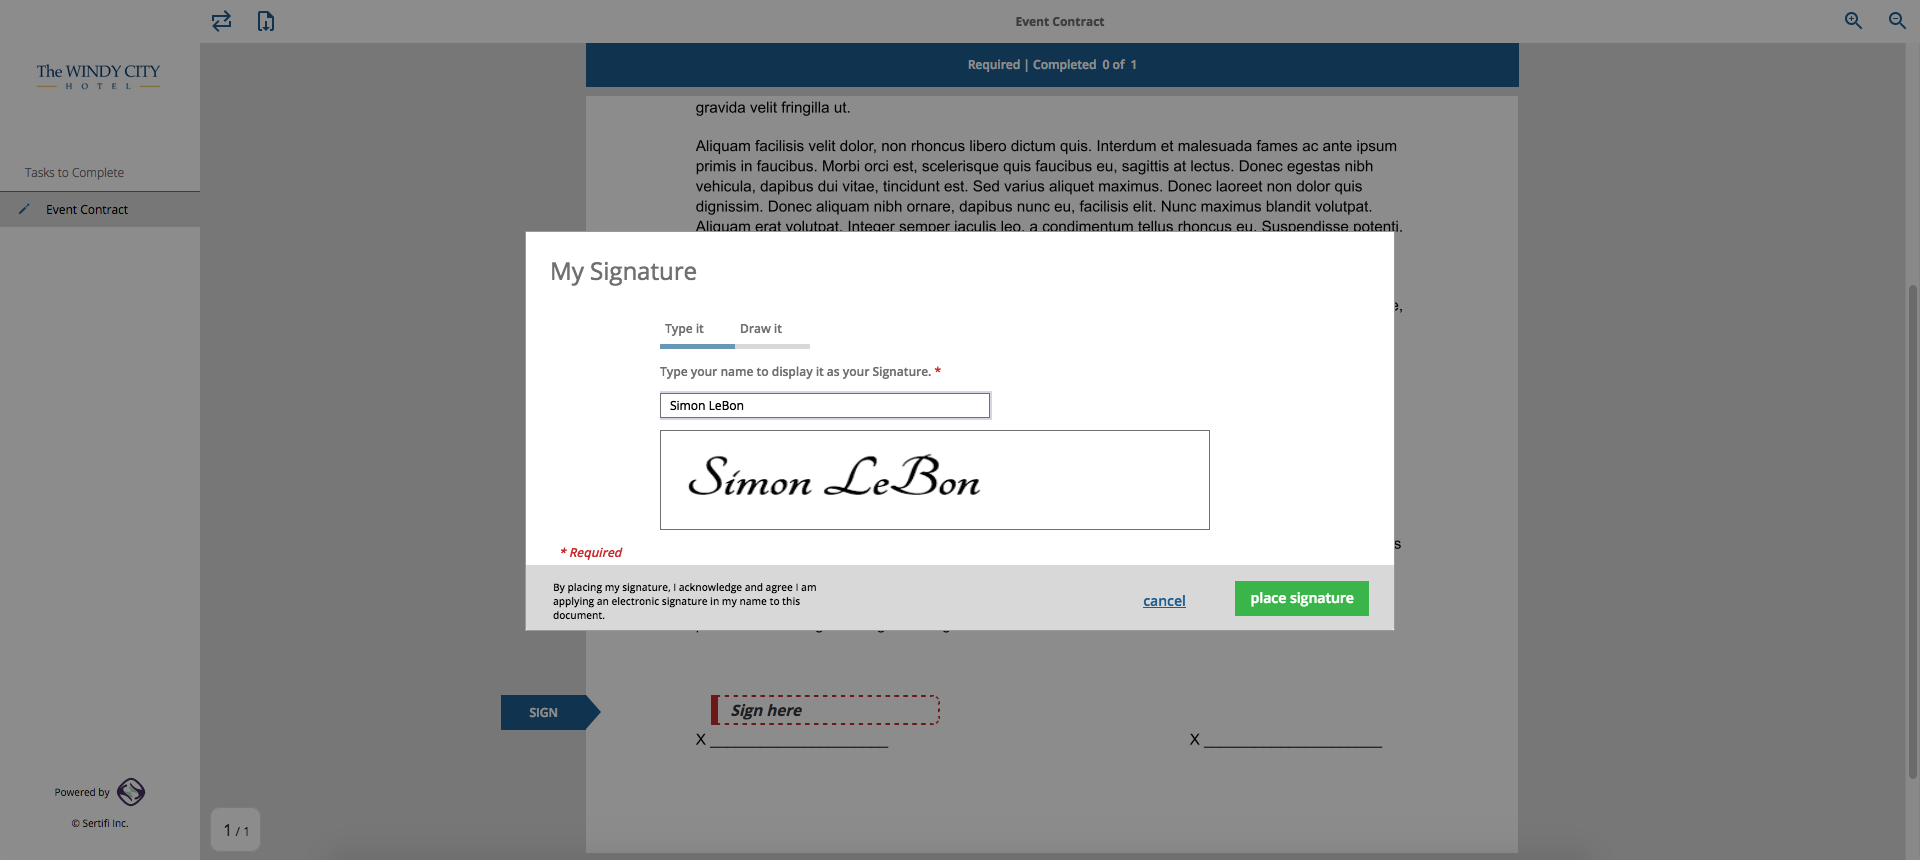 Event Contract
The WINDY CITY
HOTEL
Tasks to Complete
Event Contract
Required | Completed 0 of 1
gravida velit fringilla ut.
Aliquam facilisis velit dolor, non rhoncus libero dictum quis. Interdum et malesuada fames ac ante ipsum
primis in faucibus. Morbi orci est, scelerisque quis faucibus eu, sagittis at lectus. Donec egestas nibh
vehicula, dapibus dui vitae, tincidunt est. Sed varius aliquet maximus. Donec laoreet non dolor quis
dignissim. Donec aliquam nibh ornare, dapibus nunc eu, facilisis elit. Nunc maximus blandit volutpat.
Aliquam erat volutpat. Integer semper iaculis leo, a condimentum tellus rhoncus eu. Suspendisse potenti.
My Signature
Type it Draw it
Type your name to display it as your Signature. *
Simon LeBon
Simon LeBon
* Required
By placing my signature, I acknowledge and agree I am
applying an electronic signature in my name to this
document.
cancel
place signature
SIGN
Sign here
X
X
Powered by
© Sertifi Inc.
1 / 1